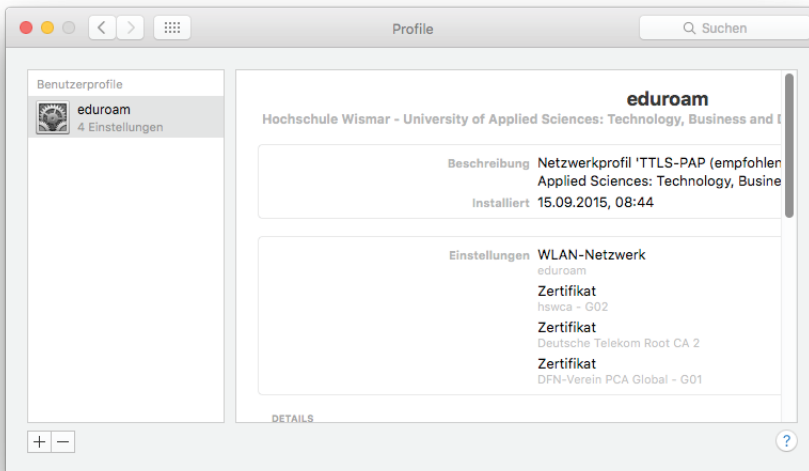 Profile
Suchen
Benutzerprofile
eduroam
4 Einstellungen
eduroam
Hochschule Wismar - University of Applied Sciences: Technology, Business and
Beschreibung Netzwerkprofil 'TTLS-PAP (empfohlen
Applied Sciences: Technology, Busine
Installiert 15.09.2015, 08:44
Einstellungen WLAN-Netzwerk
eduroam
Zertifikat
hswca - G02
Zertifikat
Deutsche Telekom Root CA 2
Zertifikat
DFN-Verein PCA Global - G01
DETAILS
+ −
?